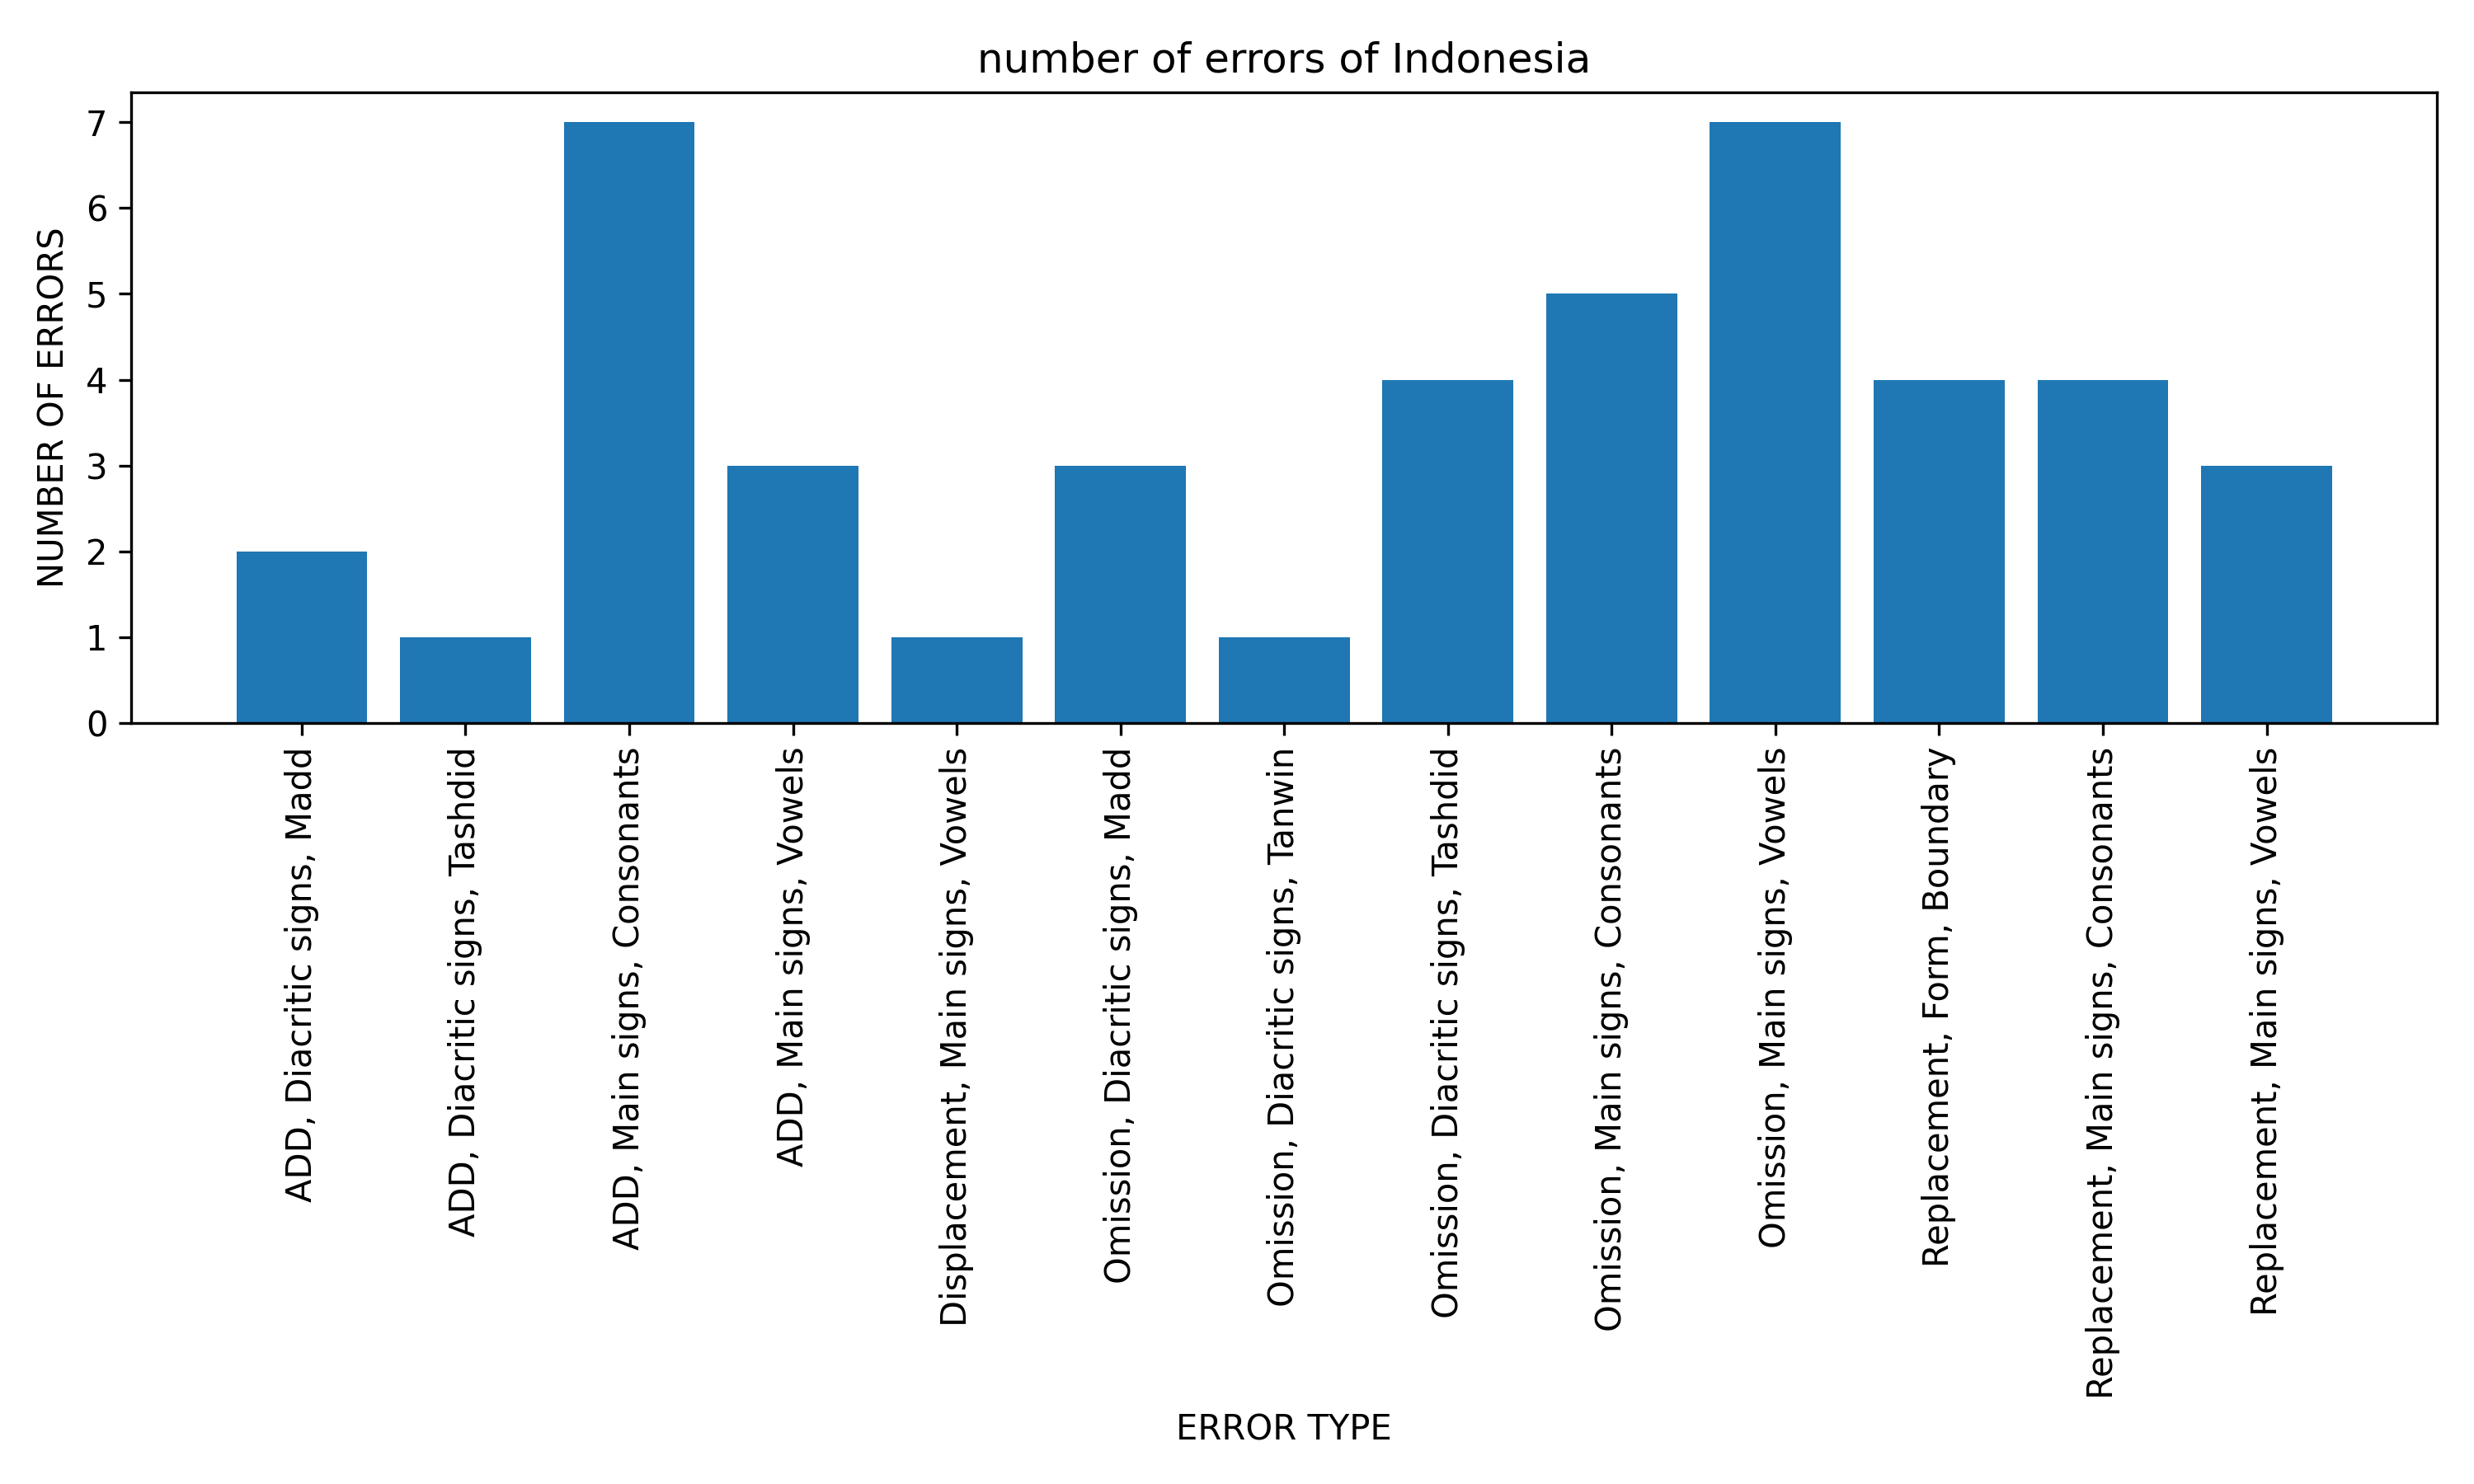 number of errors of Indonesia
NUMBER OF ERRORS
7
6
5
4
3
2
1
0
ADD, Diacritic signs, Madd
ADD, Diacritic signs, Tashdid
ADD, Main signs, Consonants
ADD, Main signs, Vowels
Displacement, Main signs, Vowels
Omission, Diacritic signs, Madd
Omission, Diacritic signs, Tanwin
Omission, Diacritic signs, Tashdid
Omission, Main signs, Consonants
Omission, Main signs, Vowels
Replacement, Form, Boundary
Replacement, Main signs, Consonants
Replacement, Main signs, Vowels
ERROR TYPE